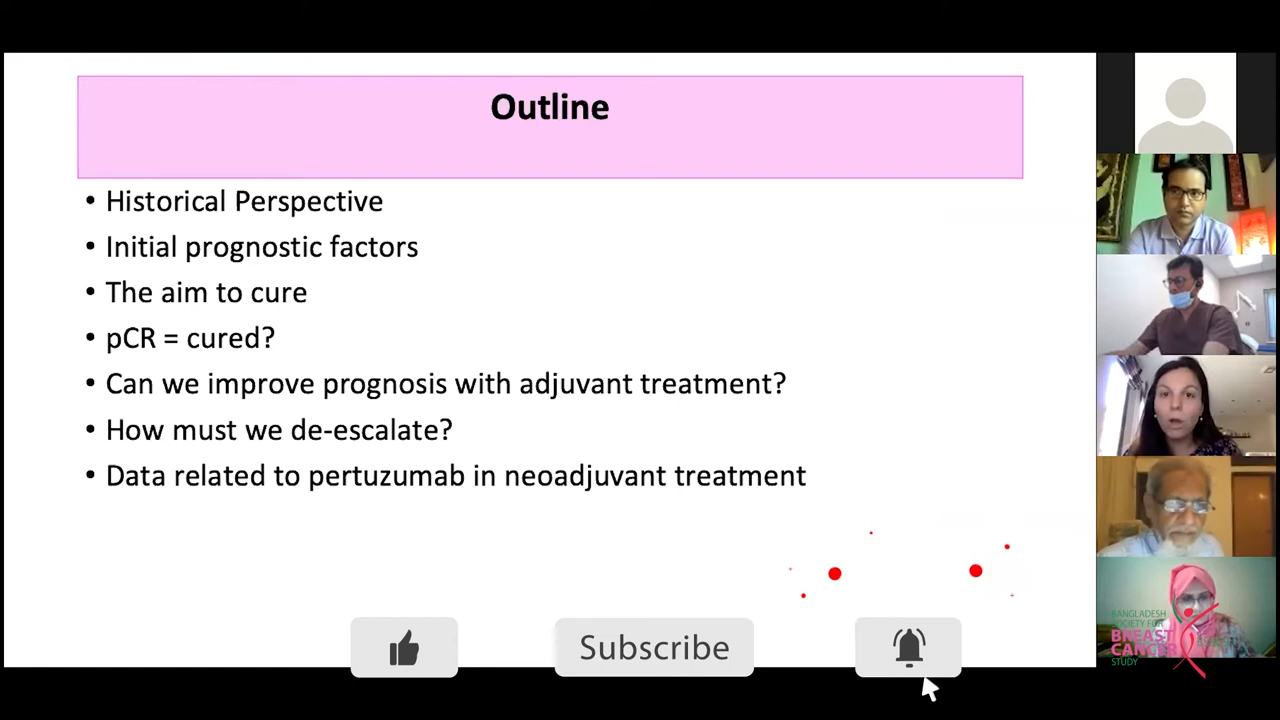 Outline
• Historical Perspective
• Initial prognostic factors
• The aim to cure
• pCR = cured?
• Can we improve prognosis with adjuvant treatment?
• How must we de-escalate?
• Data related to pertuzumab in neoadjuvant treatment
Subscribe
BANGLADESH
SOCIETY FOR
BREAST
CANCER
STUDY